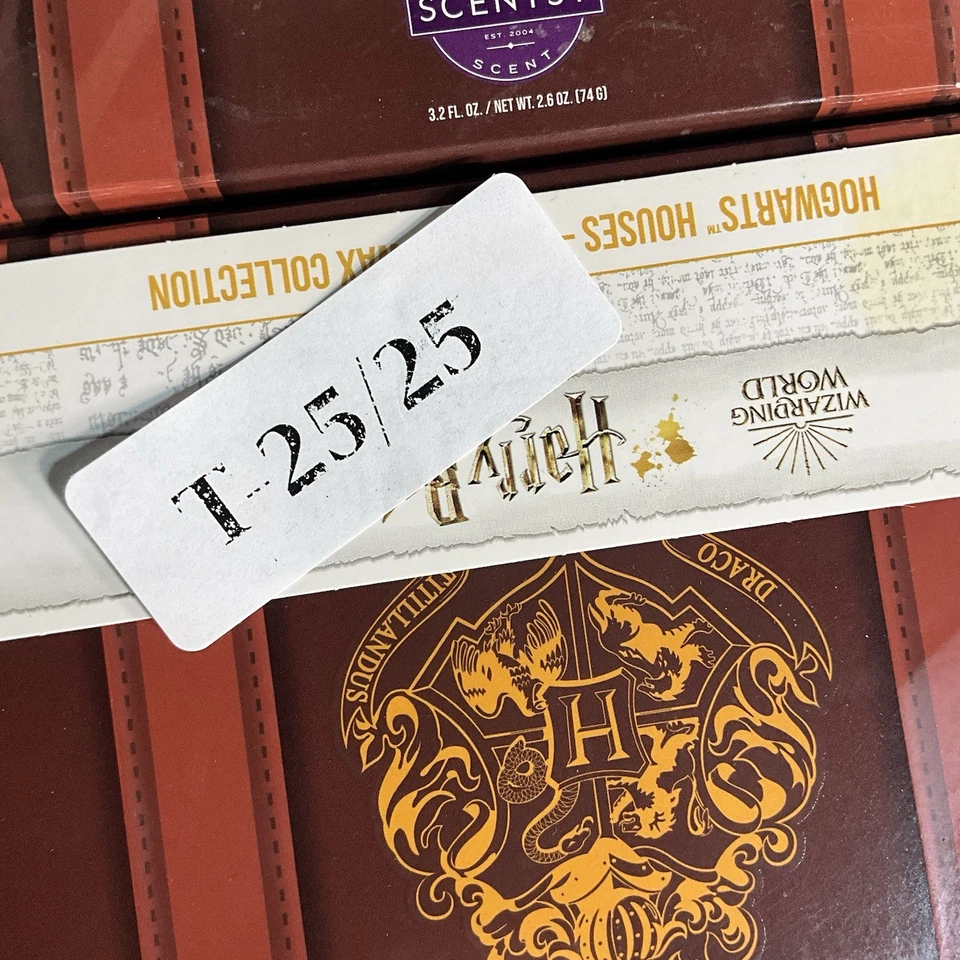 SCENTSY
EST. 2004
SCENT
3.2 FL. OZ. / NET WT. 2.6 OZ. (74 G)
HOGWARTS™ HOUSES – WAX COLLECTION
T-25/25
WIZARDING
WORLD
Harry
DRACO
TITILLANDUS
H